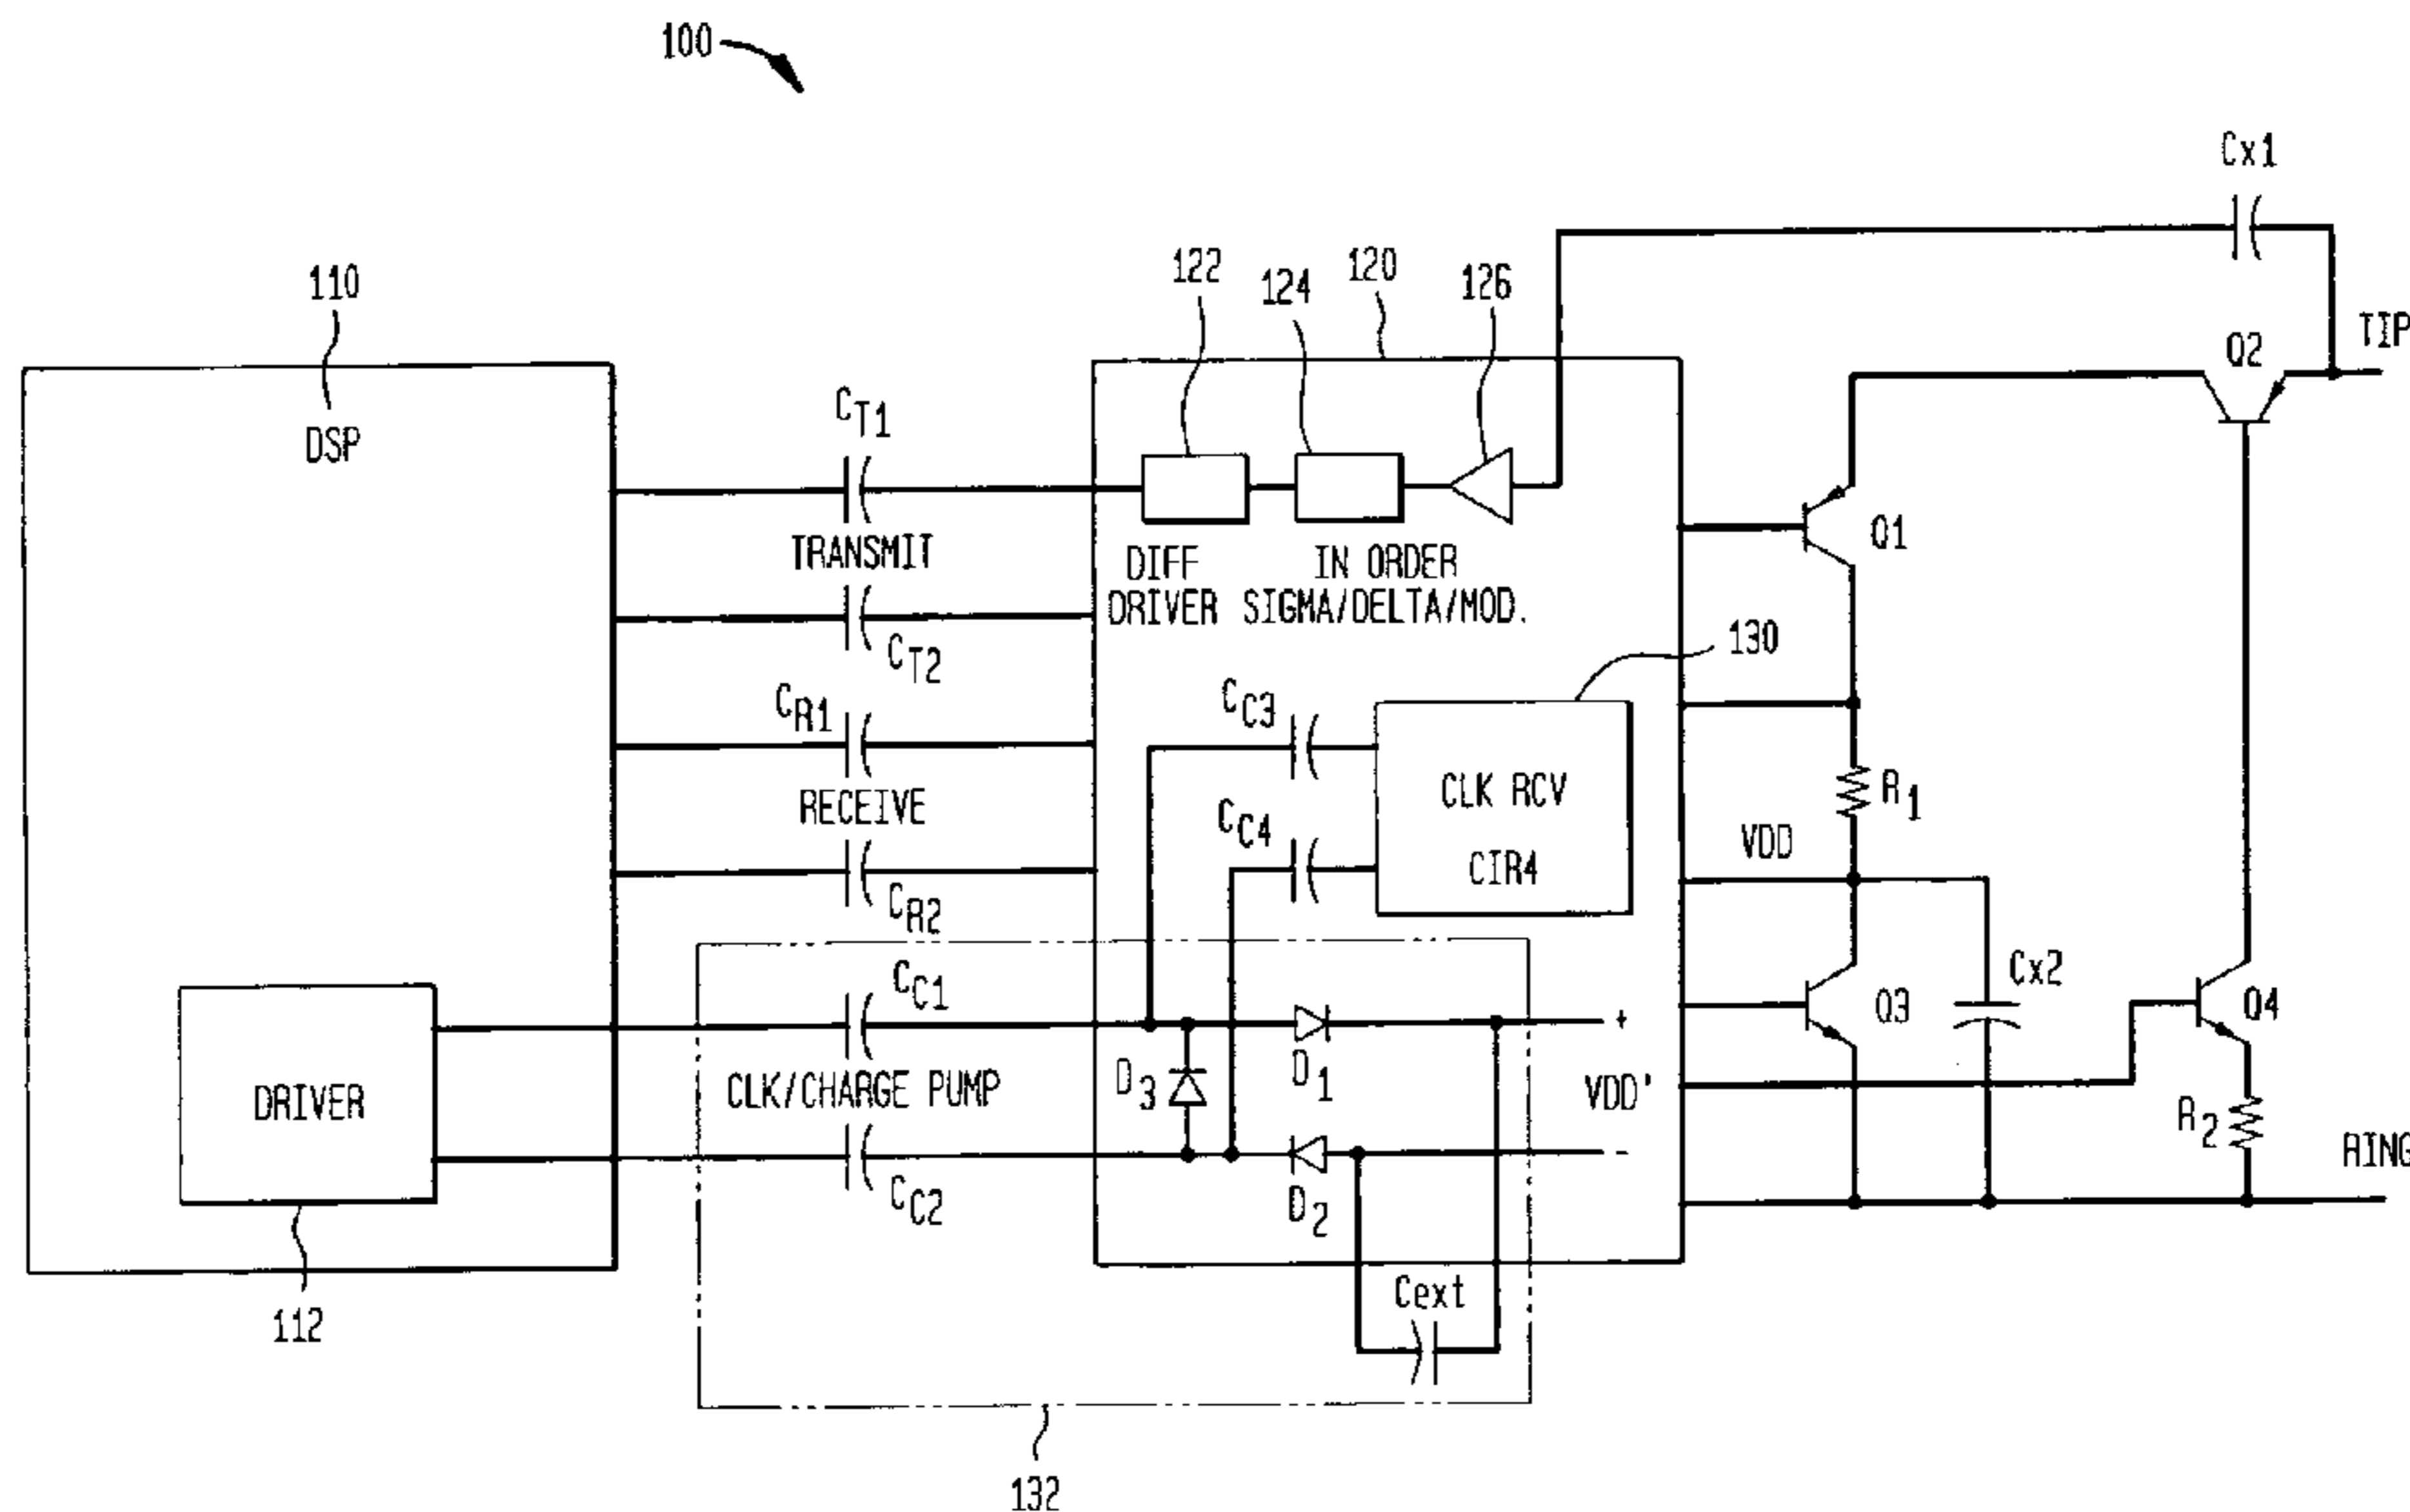 100
Cx1
110
122
124
120
126
TIP
Q2
DSP
CT1
Q1
TRANSMIT
DIFF
DRIVER
IN ORDER
SIGMA/DELTA/MOD.
CT2
130
CR1
CC3
CLK RCV
CIR4
R1
RECEIVE
CC4
VDD
CR2
CC1
Cx2
Q3
Q4
+
D3
D1
DRIVER
CLK/CHARGE PUMP
VDD'
R2
RING
-
CC2
D2
Cext
112
132